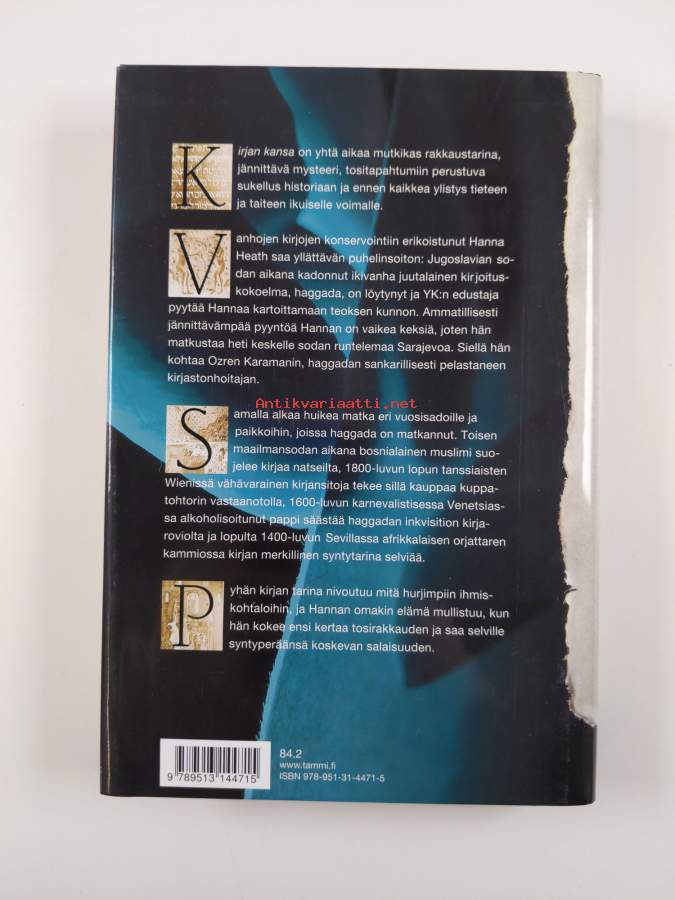 Kirjan kansa on yhtä aikaa mutkikas rakkaustarina,
jännittävä mysteeri, tositapahtumiin perustuva
sukellus historiaan ja ennen kaikkea ylistys tieteen
ja taiteen ikuiselle voimalle.
Vanhojen kirjojen konservointiin erikoistunut Hanna
Heath saa yllättävän puhelinsoiton: Jugoslavian so-
dan aikana kadonnut ikivanha juutalainen kirjoitus-
kokoelma, haggada, on löytynyt ja YK:n edustaja
pyytää Hannaa kartoittamaan teoksen kunnon. Ammatillisesti
jännittävämpää pyyntöä Hannan on vaikea keksiä, joten hän
matkustaa heti keskelle sodan runtelemaa Sarajevoa. Siellä hän
kohtaa Ozren Karamanin, haggadan sankarillisesti pelastaneen
kirjastonhoitajan.
Antikvariaatti.net
Samalla alkaa huikea matka eri vuosisadoille ja
paikkoihin, joissa haggada on matkannut. Toisen
maailmansodan aikana bosnialainen muslimi suo-
jelee kirjaa natseilta, 1800-luvun lopun tanssiaisten
Wienissä vähävarainen kirjansitoja tekee sillä kauppaa kuppa-
tohtorin vastaanotolla, 1600-luvun karnevalistisessa Venetsias-
sa alkoholisoitunut pappi säästää haggadan inkvisition kirja-
roviolta ja lopulta 1400-luvun Sevillassa afrikkalaisen orjattaren
kammiossa kirjan merkillinen syntytarina selviää.
Pyhän kirjan tarina nivoutuu mitä hurjimpiin ihmis-
kohtaloihin, ja Hannan omakin elämä mullistuu, kun
hän kokee ensi kertaa tosirakkauden ja saa selville
syntyperäänsä koskevan salaisuuden.
84.2
www.tammi.fi
ISBN 978-951-31-4471-5
9 789513 144715